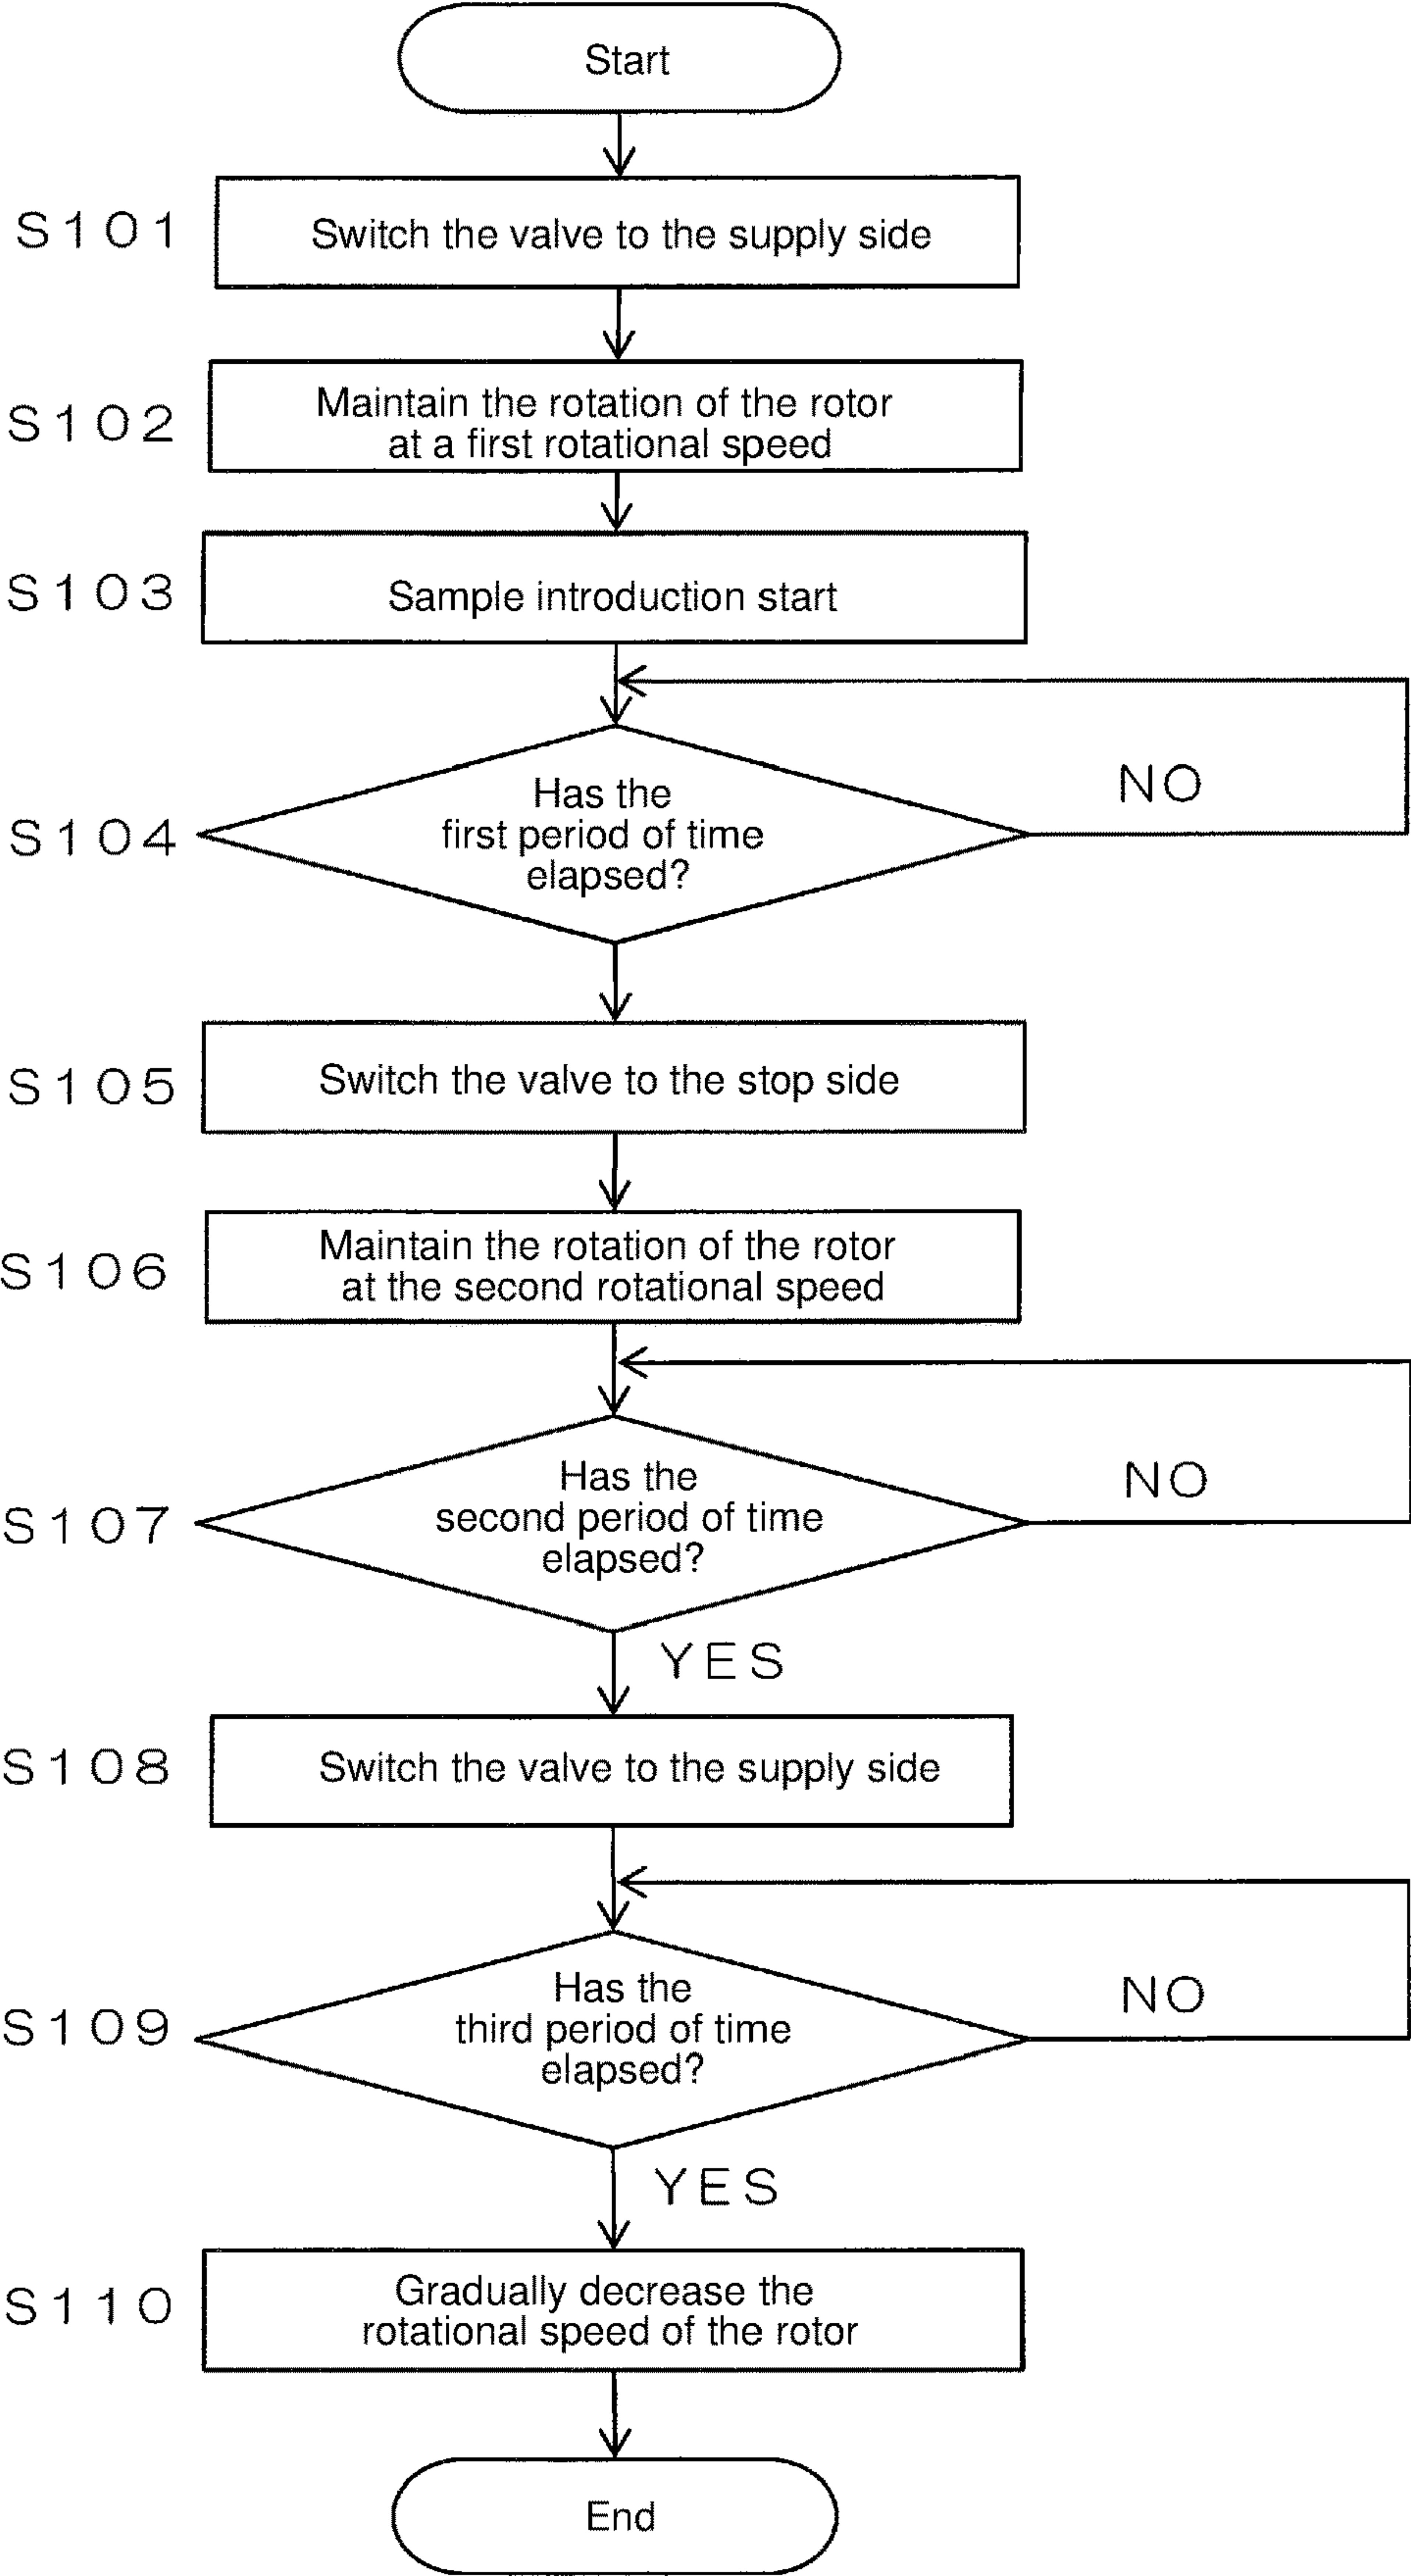 Start
S101
Switch the valve to the supply side
S102
Maintain the rotation of the rotor
at a first rotational speed
S103
Sample introduction start
S104
Has the
first period of time
elapsed?
NO
S105
Switch the valve to the stop side
S106
Maintain the rotation of the rotor
at the second rotational speed
S107
Has the
second period of time
elapsed?
NO
YES
S108
Switch the valve to the supply side
S109
Has the
third period of time
elapsed?
NO
YES
S110
Gradually decrease the
rotational speed of the rotor
End